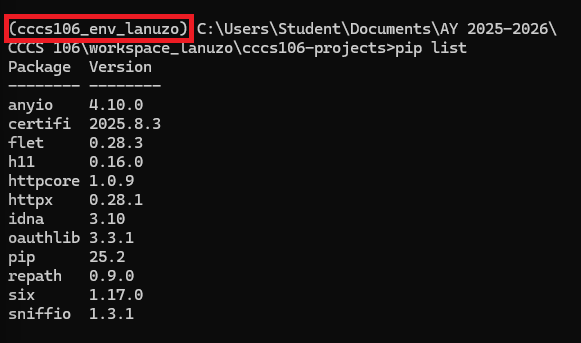 (cccs106_env_lanuzo) C:\Users\Student\Documents\AY 2025-2026\
CCCS 106\workspace_lanuzo\cccs106-projects>pip list
Package  Version
-------- --------
anyio    4.10.0
certifi  2025.8.3
flet     0.28.3
h11      0.16.0
httpcore 1.0.9
httpx    0.28.1
idna     3.10
oauthlib 3.3.1
pip      25.2
repath   0.9.0
six      1.17.0
sniffio  1.3.1